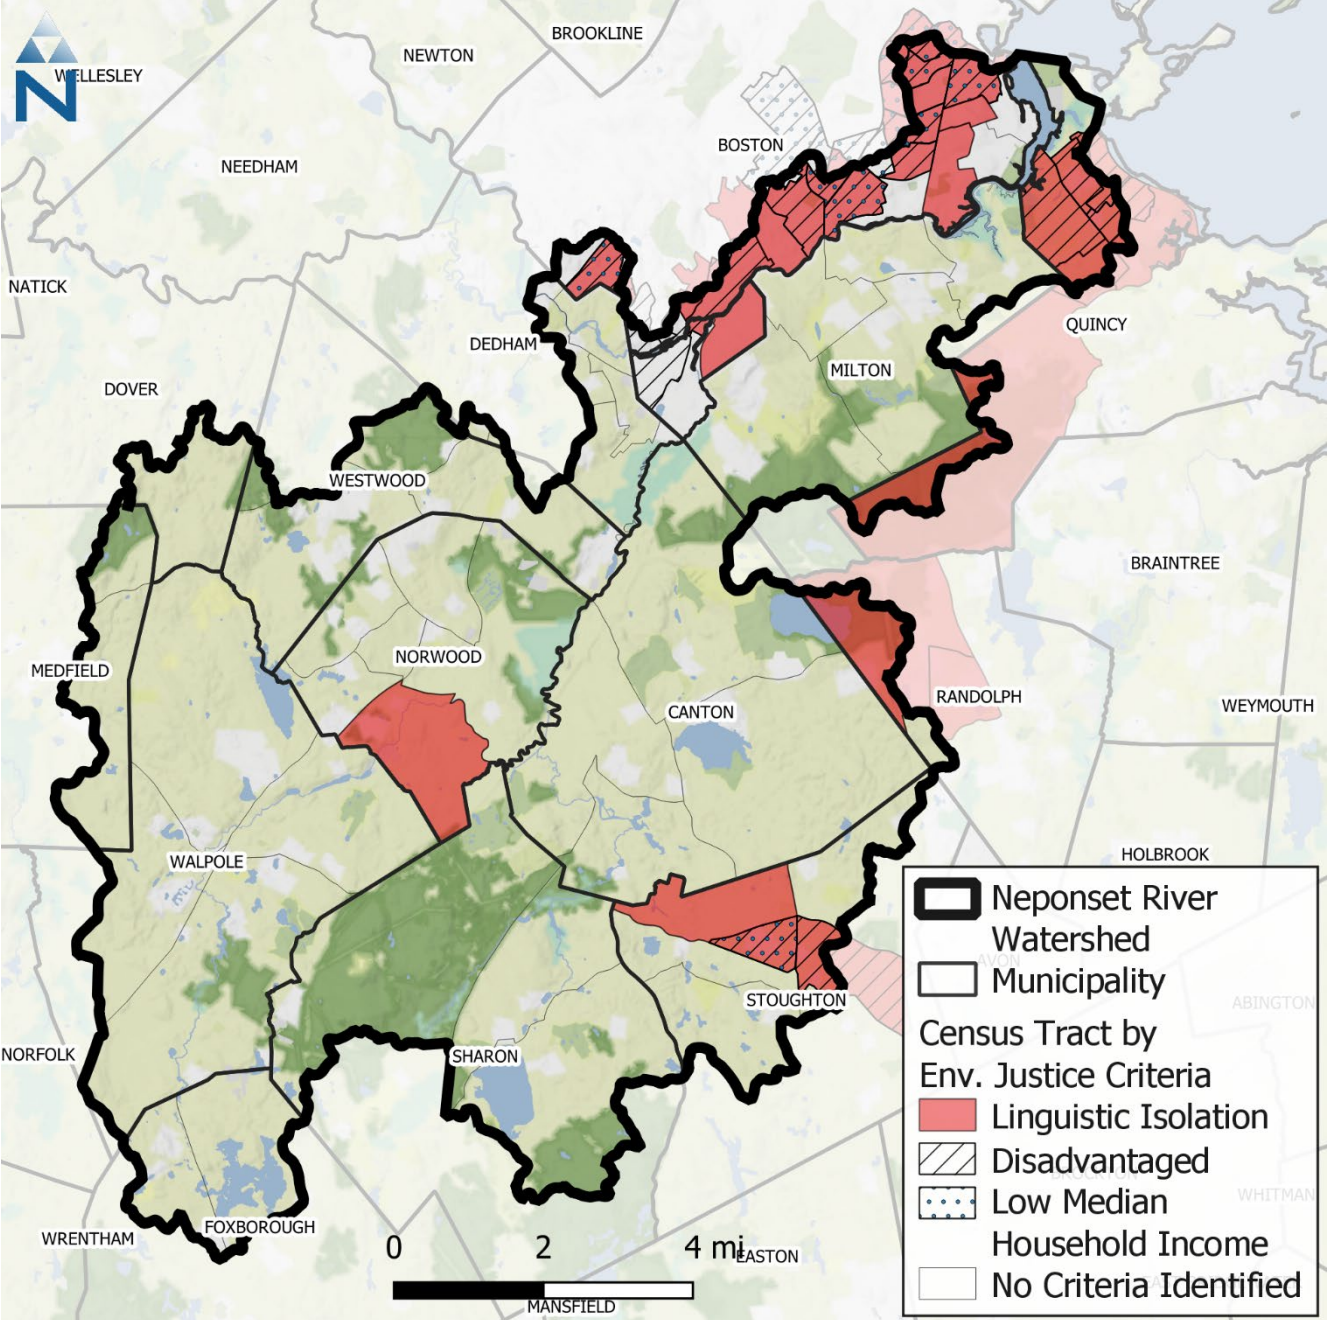 BROOKLINE
NEWTON
WELLESLEY
N
BOSTON
NEEDHAM
NATICK
QUINCY
DEDHAM
MILTON
DOVER
WESTWOOD
BRAINTREE
NORWOOD
MEDFIELD
RANDOLPH
WEYMOUTH
CANTON
HOLBROOK
WALPOLE
Neponset River
Watershed
AVON
Municipality
STOUGHTON
ABINGTON
Census Tract by
NORFOLK
SHARON
Env. Justice Criteria
Linguistic Isolation
Disadvantaged
BROCKTON
Low Median
WHITMAN
Household Income
WRENTHAM
FOXBOROUGH
0 2 4 mi
EASTON
No Criteria Identified
MANSFIELD